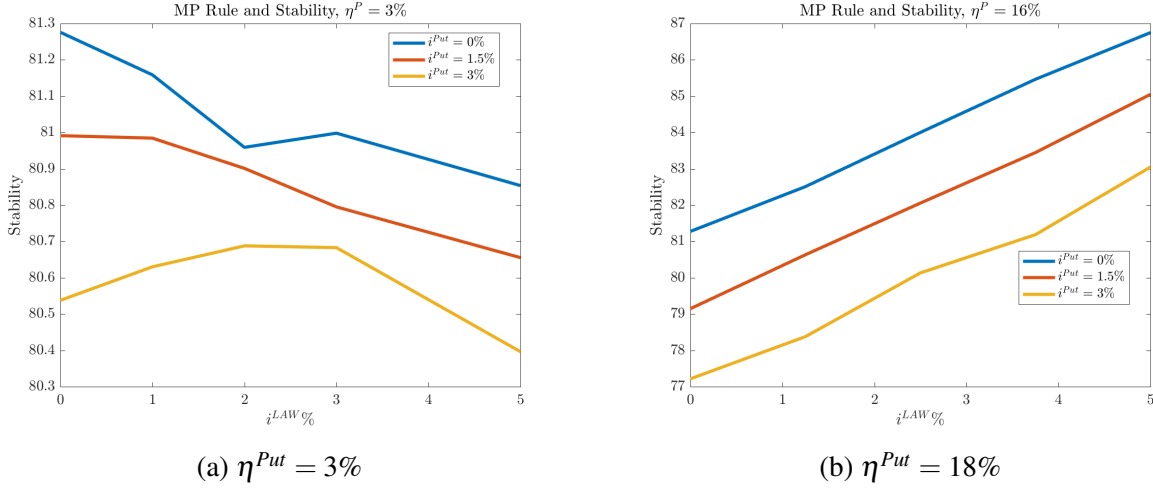 MP Rule and Stability, η^P = 3%
81.3
81.2
81.1
81
80.9
80.8
80.7
80.6
80.5
80.4
80.3
Stability
i^Put = 0%
i^Put = 1.5%
i^Put = 3%
0 1 2 3 4 5
i^LAW%
(a) η^Put = 3%
MP Rule and Stability, η^P = 16%
87
86
85
84
83
82
81
80
79
78
77
Stability
i^Put = 0%
i^Put = 1.5%
i^Put = 3%
0 1 2 3 4 5
i^LAW%
(b) η^Put = 18%